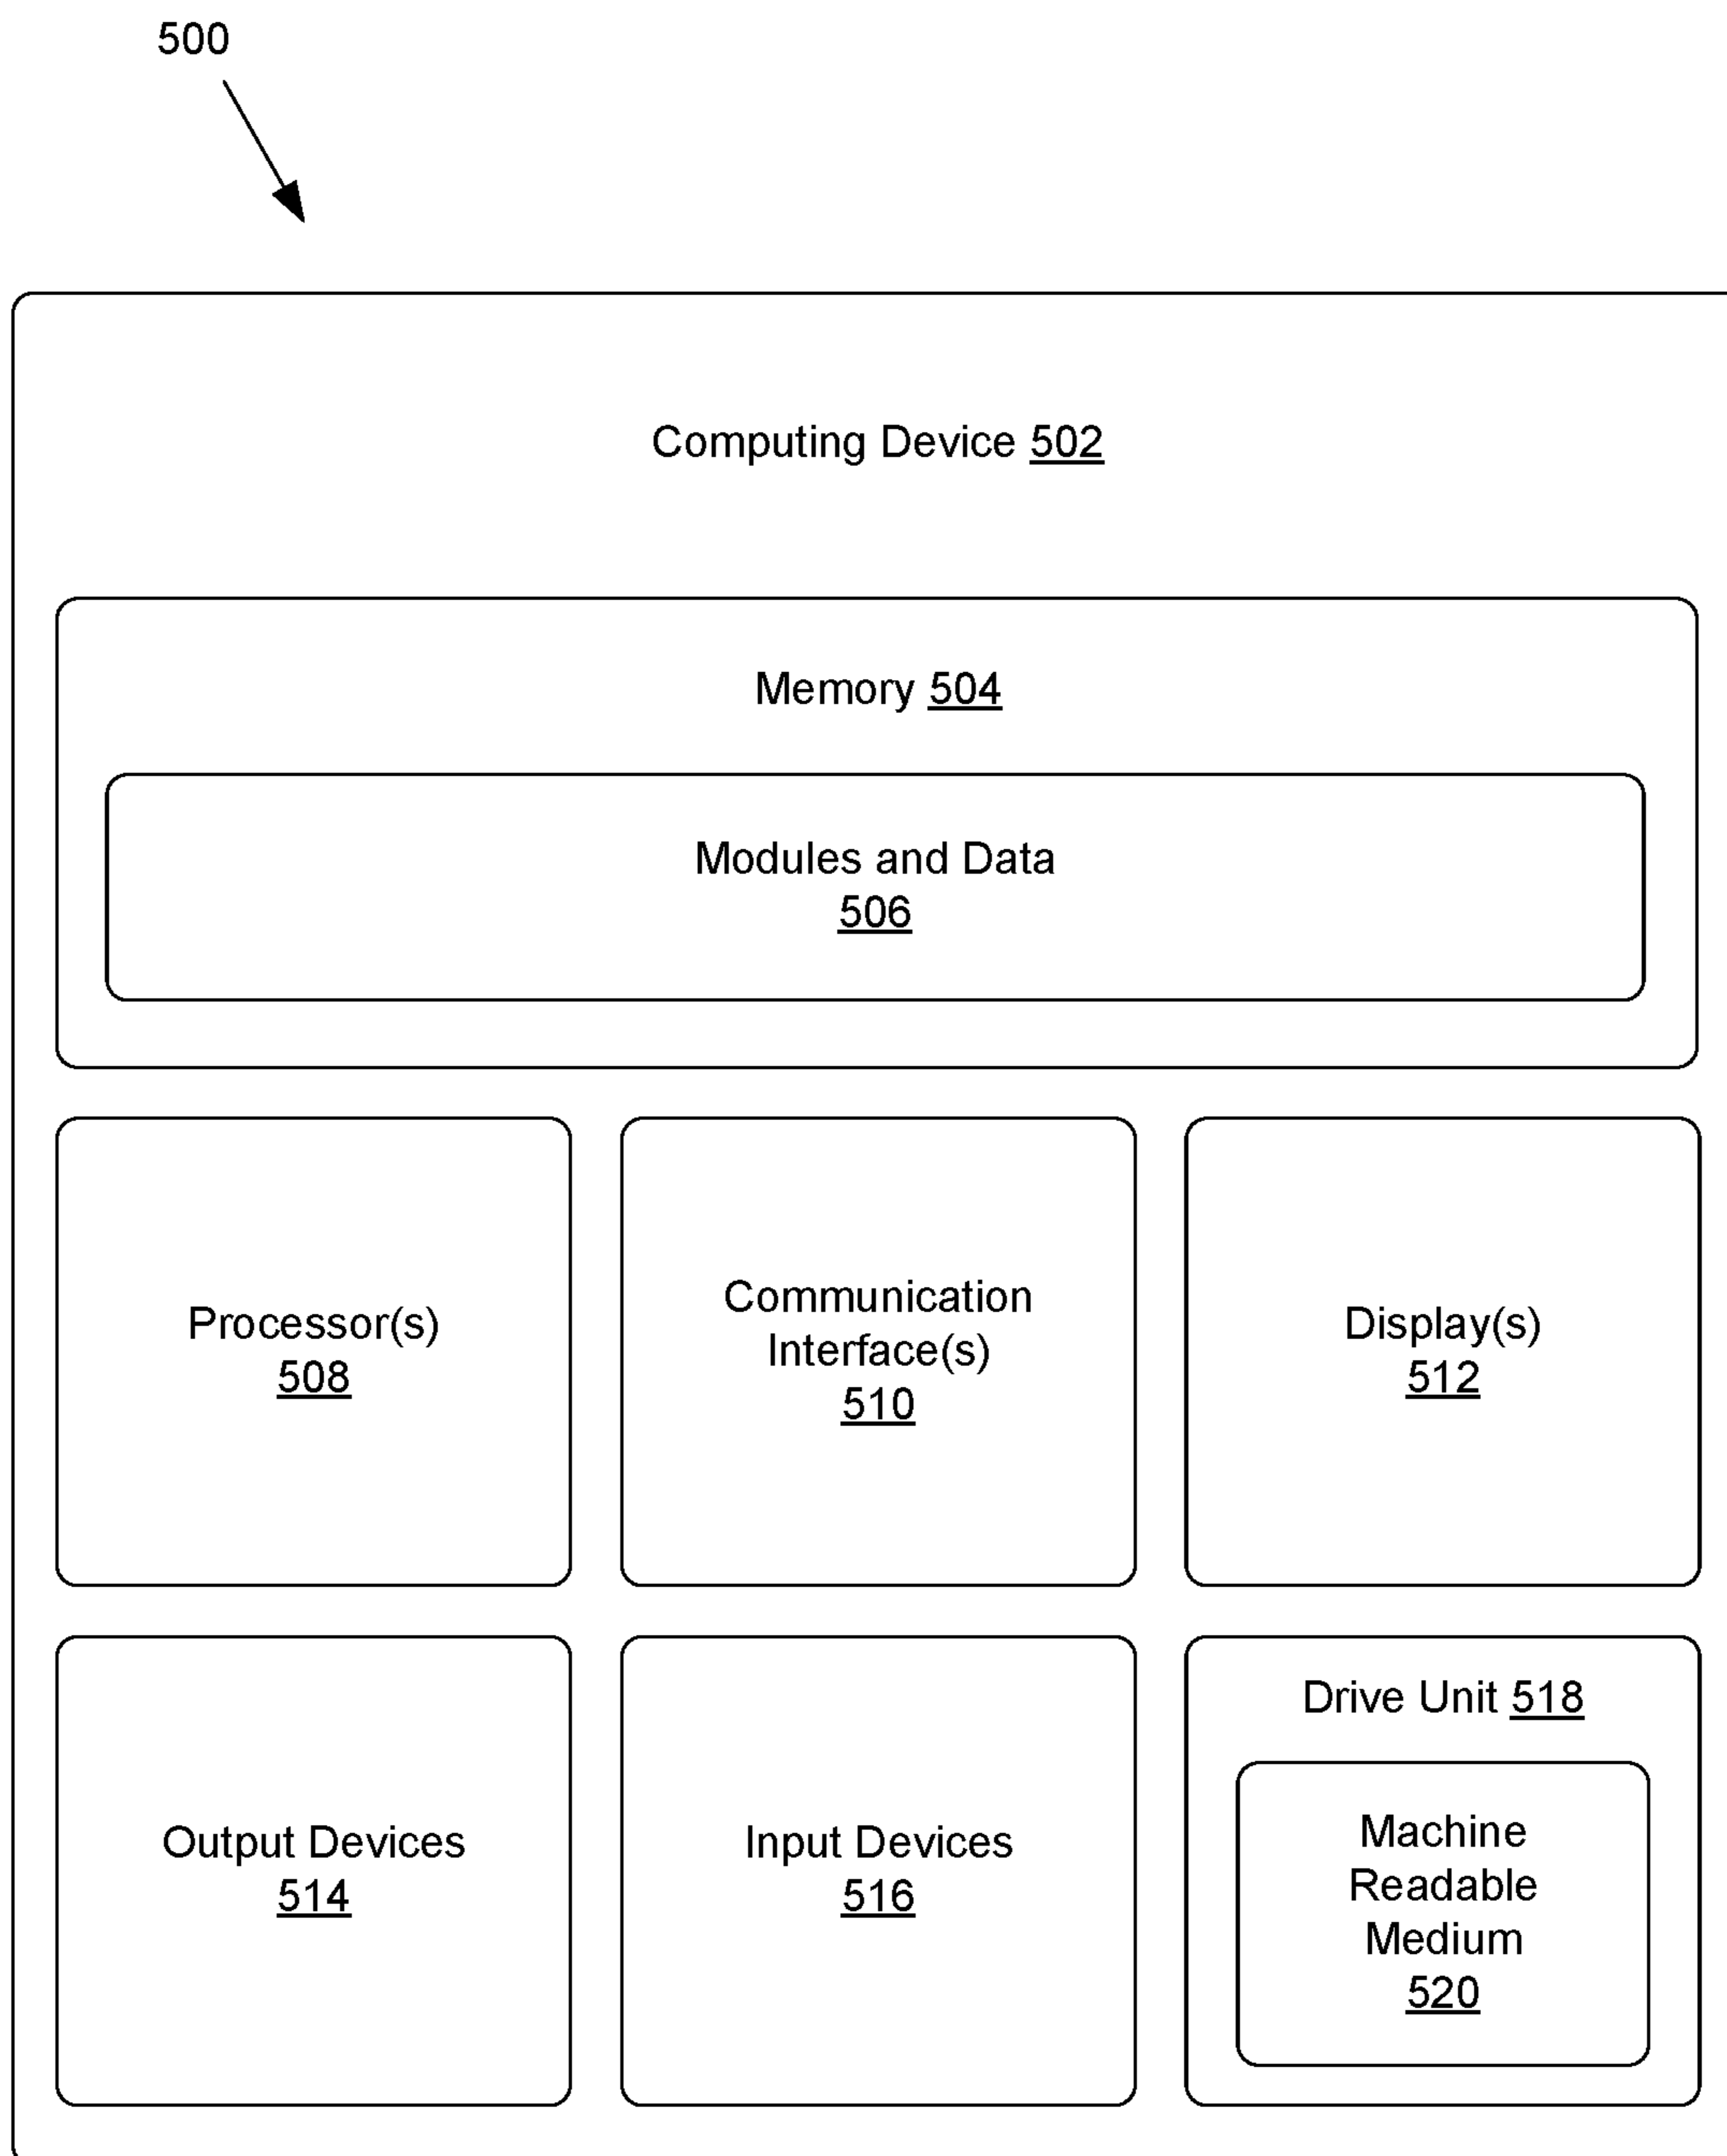 500
Computing Device 502
Memory 504
Modules and Data
506
Processor(s)
508
Communication
Interface(s)
510
Display(s)
512
Output Devices
514
Input Devices
516
Drive Unit 518
Machine
Readable
Medium
520